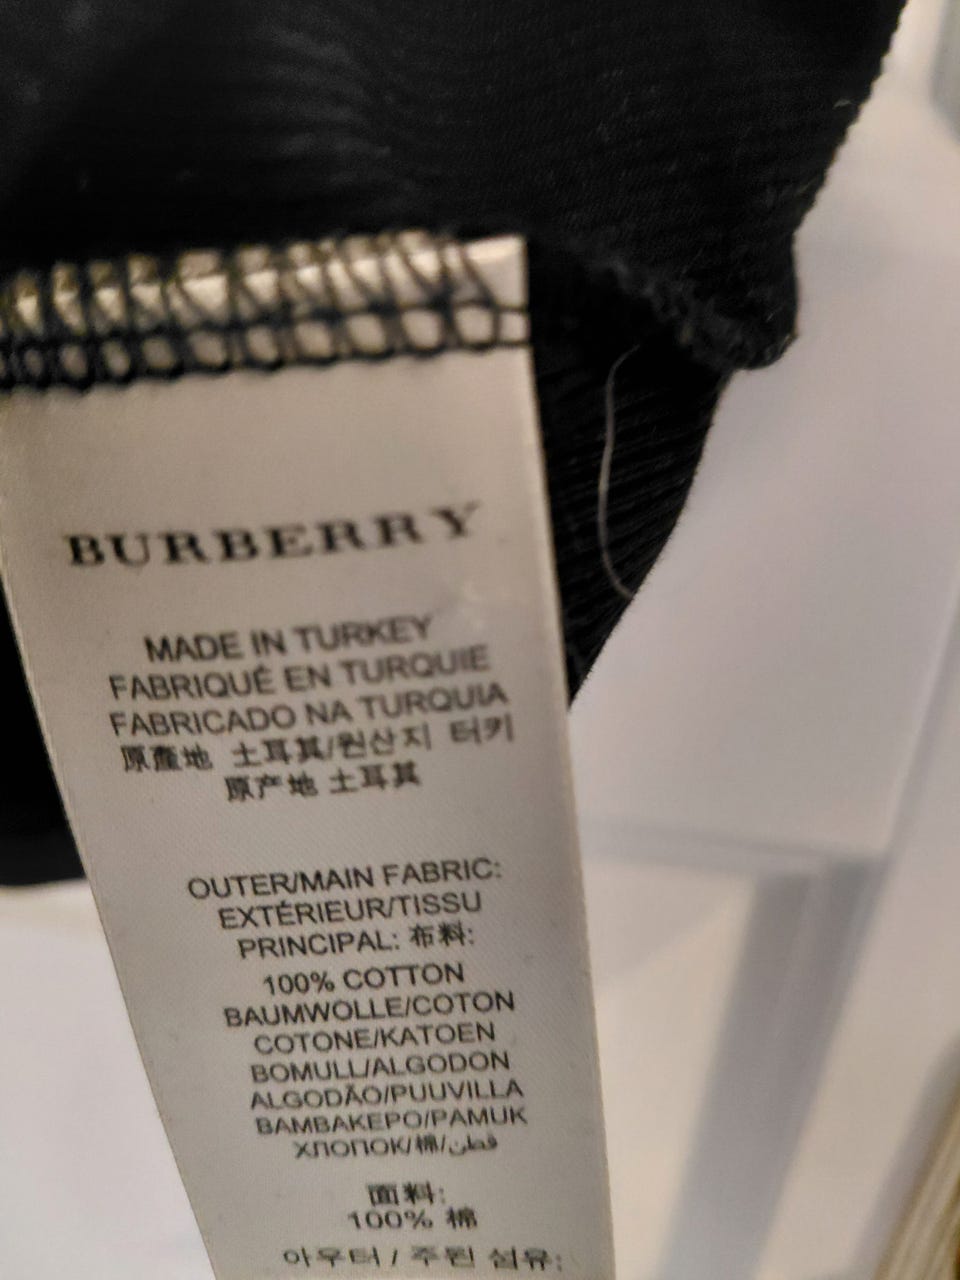 BURBERRY
MADE IN TURKEY
FABRIQUÉ EN TURQUIE
FABRICADO NA TURQUIA
原產地 土耳其/원산지 터키
原产地 土耳其
OUTER/MAIN FABRIC:
EXTÉRIEUR/TISSU
PRINCIPAL: 布料:
100% COTTON
BAUMWOLLE/COTON
COTONE/KATOEN
BOMULL/ALGODON
ALGODÃO/PUUVILLA
ΒΑΜΒΑΚΕΡΟ/PAMUK
ХЛОПОК/棉/قطن
面料:
100% 棉
아우터 / 주된 섬유: